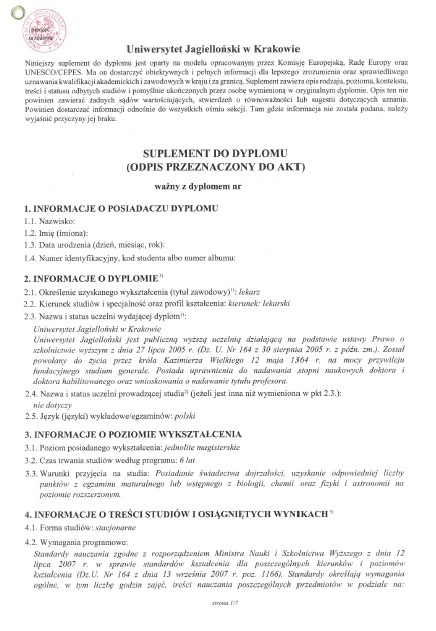 Uniwersytet Jagielloński w Krakowie
Niniejszy suplement do dyplomu jest oparty na modelu opracowanym przez Komisję Europejską, Radę Europy oraz
UNESCO/CEPES. Ma on dostarczyć obiektywnych i pełnych informacji dla lepszego zrozumienia oraz sprawiedliwego
uznawania kwalifikacji akademickich i zawodowych w kraju i za granicą. Suplement zawiera opis rodzaju, poziomu, kontekstu,
treści i statusu odbytych studiów i pomyślnie ukończonych przez osobę wymienioną w oryginalnym dyplomie. Opis ten nie
powinien zawierać żadnych sądów wartościujących, stwierdzeń o równoważności lub sugestii dotyczących uznania.
Powinien dostarczać informacji odnośnie do wszystkich ośmiu sekcji. Tam gdzie informacja nie została podana, należy
wyjaśnić przyczyny jej braku.
SUPLEMENT DO DYPLOMU
(ODPIS PRZEZNACZONY DO AKT)
ważny z dyplomem nr
1. INFORMACJE O POSIADACZU DYPLOMU
1.1. Nazwisko:
1.2. Imię (imiona):
1.3. Data urodzenia (dzień, miesiąc, rok):
1.4. Numer identyfikacyjny, kod studenta albo numer albumu:
2. INFORMACJE O DYPLOMIE
2.1. Określenie uzyskanego wykształcenia (tytuł zawodowy): lekarz
2.2. Kierunek studiów i specjalność oraz profil kształcenia: kierunek: lekarski
2.3. Nazwa i status uczelni wydającej dyplom:
Uniwersytet Jagielloński w Krakowie
Uniwersytet Jagielloński jest publiczną wyższą uczelnią działającą na podstawie ustawy Prawo o
szkolnictwie wyższym z dnia 27 lipca 2005 r. (Dz. U. Nr 164 z 30 sierpnia 2005 r. z późn. zm.). Został
powołany do życia przez króla Kazimierza Wielkiego 12 maja 1364 na mocy przywileju
fundacyjnego studium generale. Posiada uprawnienia do nadawania stopni naukowych doktora i
doktora habilitowanego oraz wnioskowania o nadawanie tytułu profesora.
2.4. Nazwa i status uczelni prowadzącej studia (jeżeli jest inna niż wymieniona w pkt 2.3.):
nie dotyczy
2.5. Język (języki) wykładowe/egzaminów: polski
3. INFORMACJE O POZIOMIE WYKSZTAŁCENIA
3.1. Poziom posiadanego wykształcenia: jednolite magisterskie
3.2. Czas trwania studiów według programu: 6 lat
3.3. Warunki przyjęcia na studia: Posiadanie świadectwa dojrzałości, uzyskanie odpowiedniej liczby
punktów z egzaminu maturalnego lub wstępnego z biologii, chemii oraz fizyki i astronomii na
poziomie rozszerzonym.
4. INFORMACJE O TREŚCI STUDIÓW I OSIĄGNIĘTYCH WYNIKACH
4.1. Forma studiów: stacjonarne
4.2. Wymagania programowe:
Standardy nauczania zgodne z rozporządzeniem Ministra Nauki i Szkolnictwa Wyższego z dnia 12
lipca 2007 r. w sprawie standardów kształcenia dla poszczególnych kierunków i poziomów
kształcenia (Dz.U. Nr 164 z dnia 13 września 2007 r. poz. 1166). Standardy określają wymagania
ogólne, w tym liczbę godzin zajęć, treści nauczania poszczególnych przedmiotów w podziale na:
strona 1/7